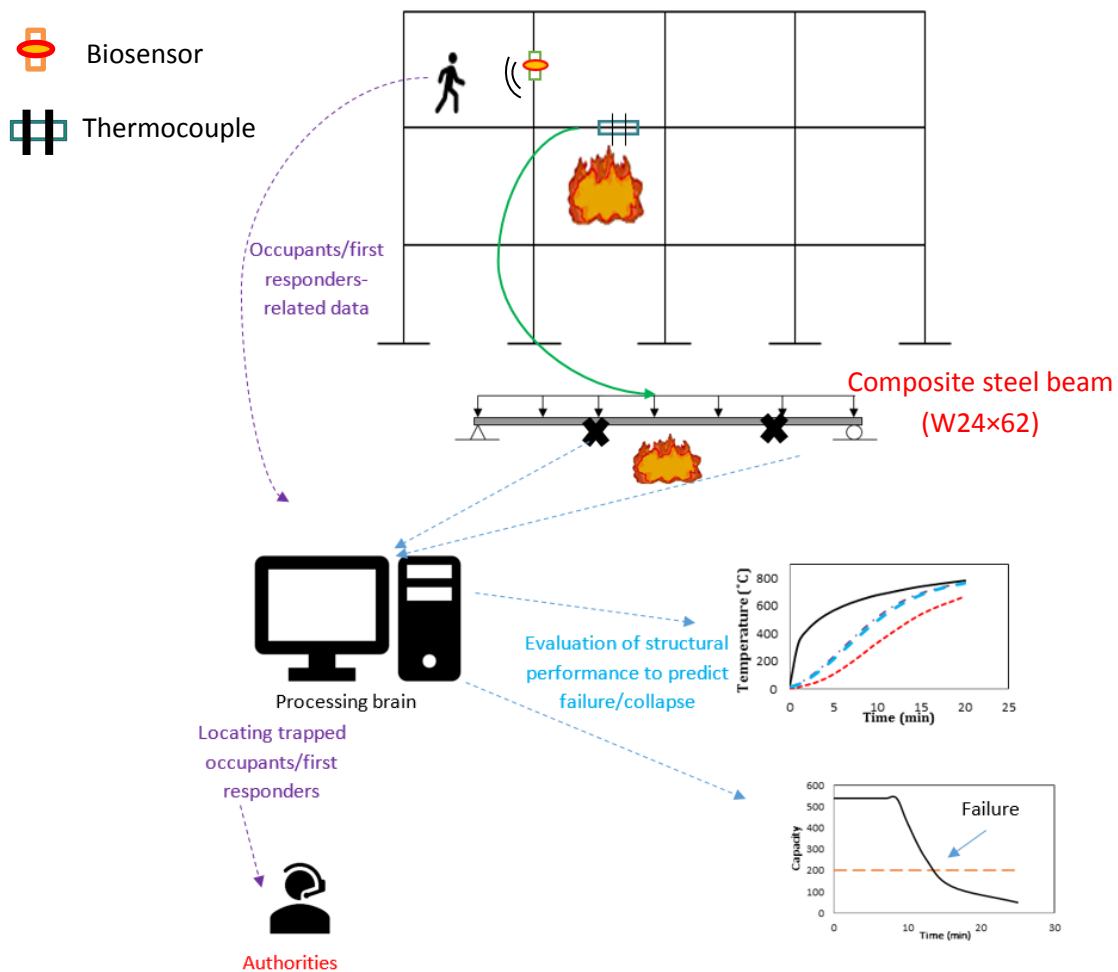 Biosensor
Thermocouple
Occupants/first
responders-
related data
Composite steel beam
(W24×62)
Processing brain
Evaluation of structural
performance to predict
failure/collapse
Temperature (˚C)
800
600
400
200
0
0 5 10 15 20 25
Time (min)
Locating trapped
occupants/first
responders
Authorities
Capacity
600
500
400
300
200
100
0
0 10 20 30
Time (min)
Failure